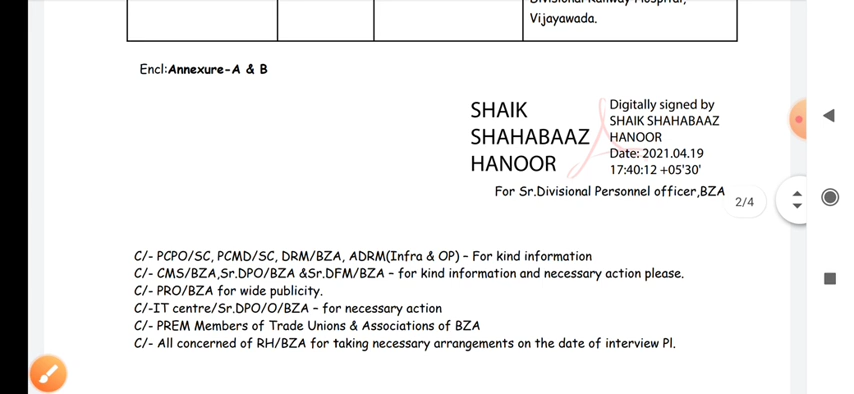 Divisional Railway Hospital,
Vijayawada.
Encl:Annexure-A & B
SHAIK
SHAHABAAZ
HANOOR
Digitally signed by
SHAIK SHAHABAAZ
HANOOR
Date: 2021.04.19
17:40:12 +05'30'
For Sr.Divisional Personnel officer,BZA
2/4
C/- PCPO/SC, PCMD/SC, DRM/BZA, ADRM(Infra & OP) – For kind information
C/- CMS/BZA,Sr.DPO/BZA &Sr.DFM/BZA – for kind information and necessary action please.
C/- PRO/BZA for wide publicity.
C/-IT centre/Sr.DPO/O/BZA – for necessary action
C/- PREM Members of Trade Unions & Associations of BZA
C/- All concerned of RH/BZA for taking necessary arrangements on the date of interview Pl.